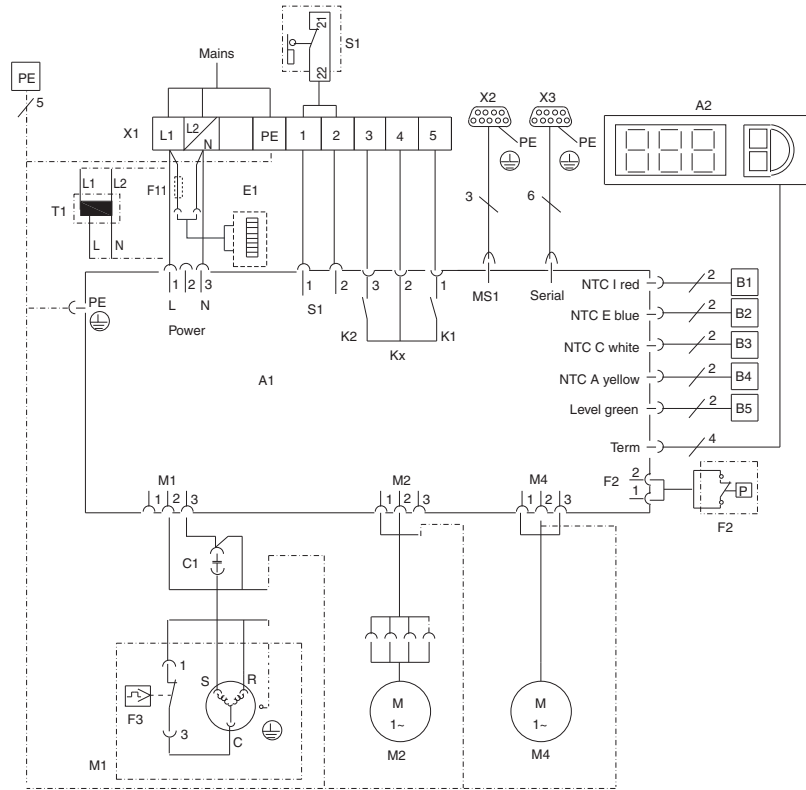 Mains
21
22
S1
PE
5
X2
X3
A2
X1
L1
L2
N
PE
1
2
3
4
5
PE
PE
L1
L2
F11
E1
T1
L
N
3
6
1
2
3
1
2
3
2
1
PE
L
N
S1
MS1
Serial
NTC I red
2
B1
Power
K2
K1
NTC E blue
2
B2
Kx
NTC C white
2
B3
A1
NTC A yellow
2
B4
Level green
2
B5
Term
4
M1
M2
M4
F2
2
1
P
1
2
3
1
2
3
1
2
3
F2
C1
1
S
R
F3
3
C
M
1~
M
1~
M1
M2
M4